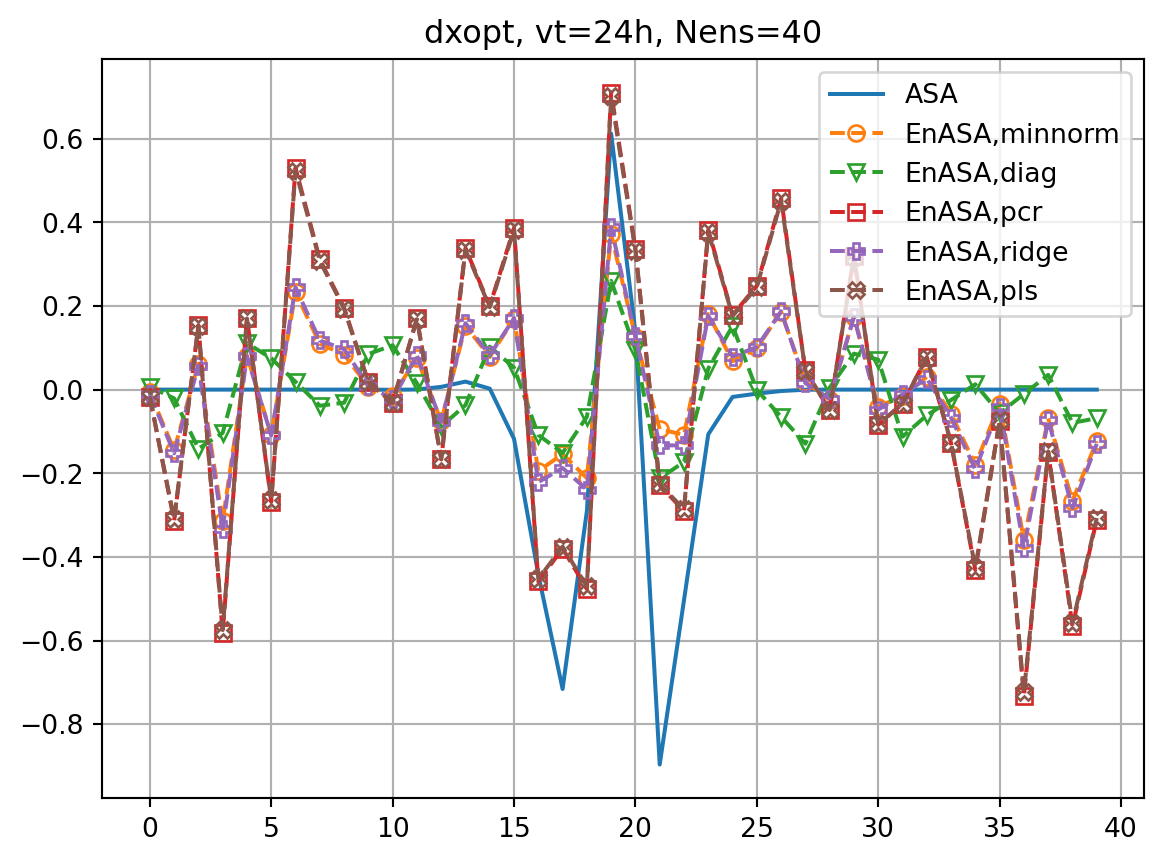 dxopt, vt=24h, Nens=40
ASA
EnASA,minnorm
EnASA,diag
EnASA,pcr
EnASA,ridge
EnASA,pls
0.6
0.4
0.2
0.0
−0.2
−0.4
−0.6
−0.8
0 5 10 15 20 25 30 35 40